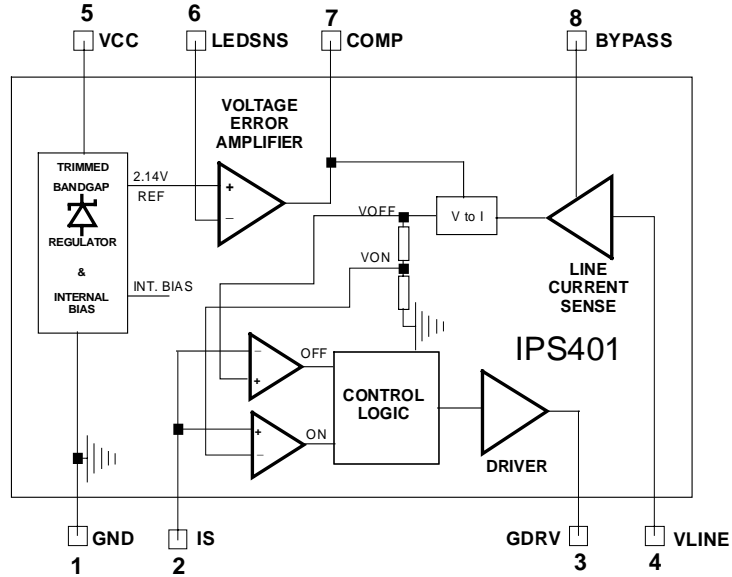 5
6
7
8
VCC
LEDSNS
COMP
BYPASS
VOLTAGE
ERROR
AMPLIFIER
TRIMMED
BANDGAP
REGULATOR
&
INTERNAL
BIAS
2.14V
REF
INT. BIAS
+
–
VOFF
VON
V to I
LINE
CURRENT
SENSE
IPS401
–
+
OFF
+
–
ON
CONTROL
LOGIC
DRIVER
GND
IS
GDRV
VLINE
1
2
3
4